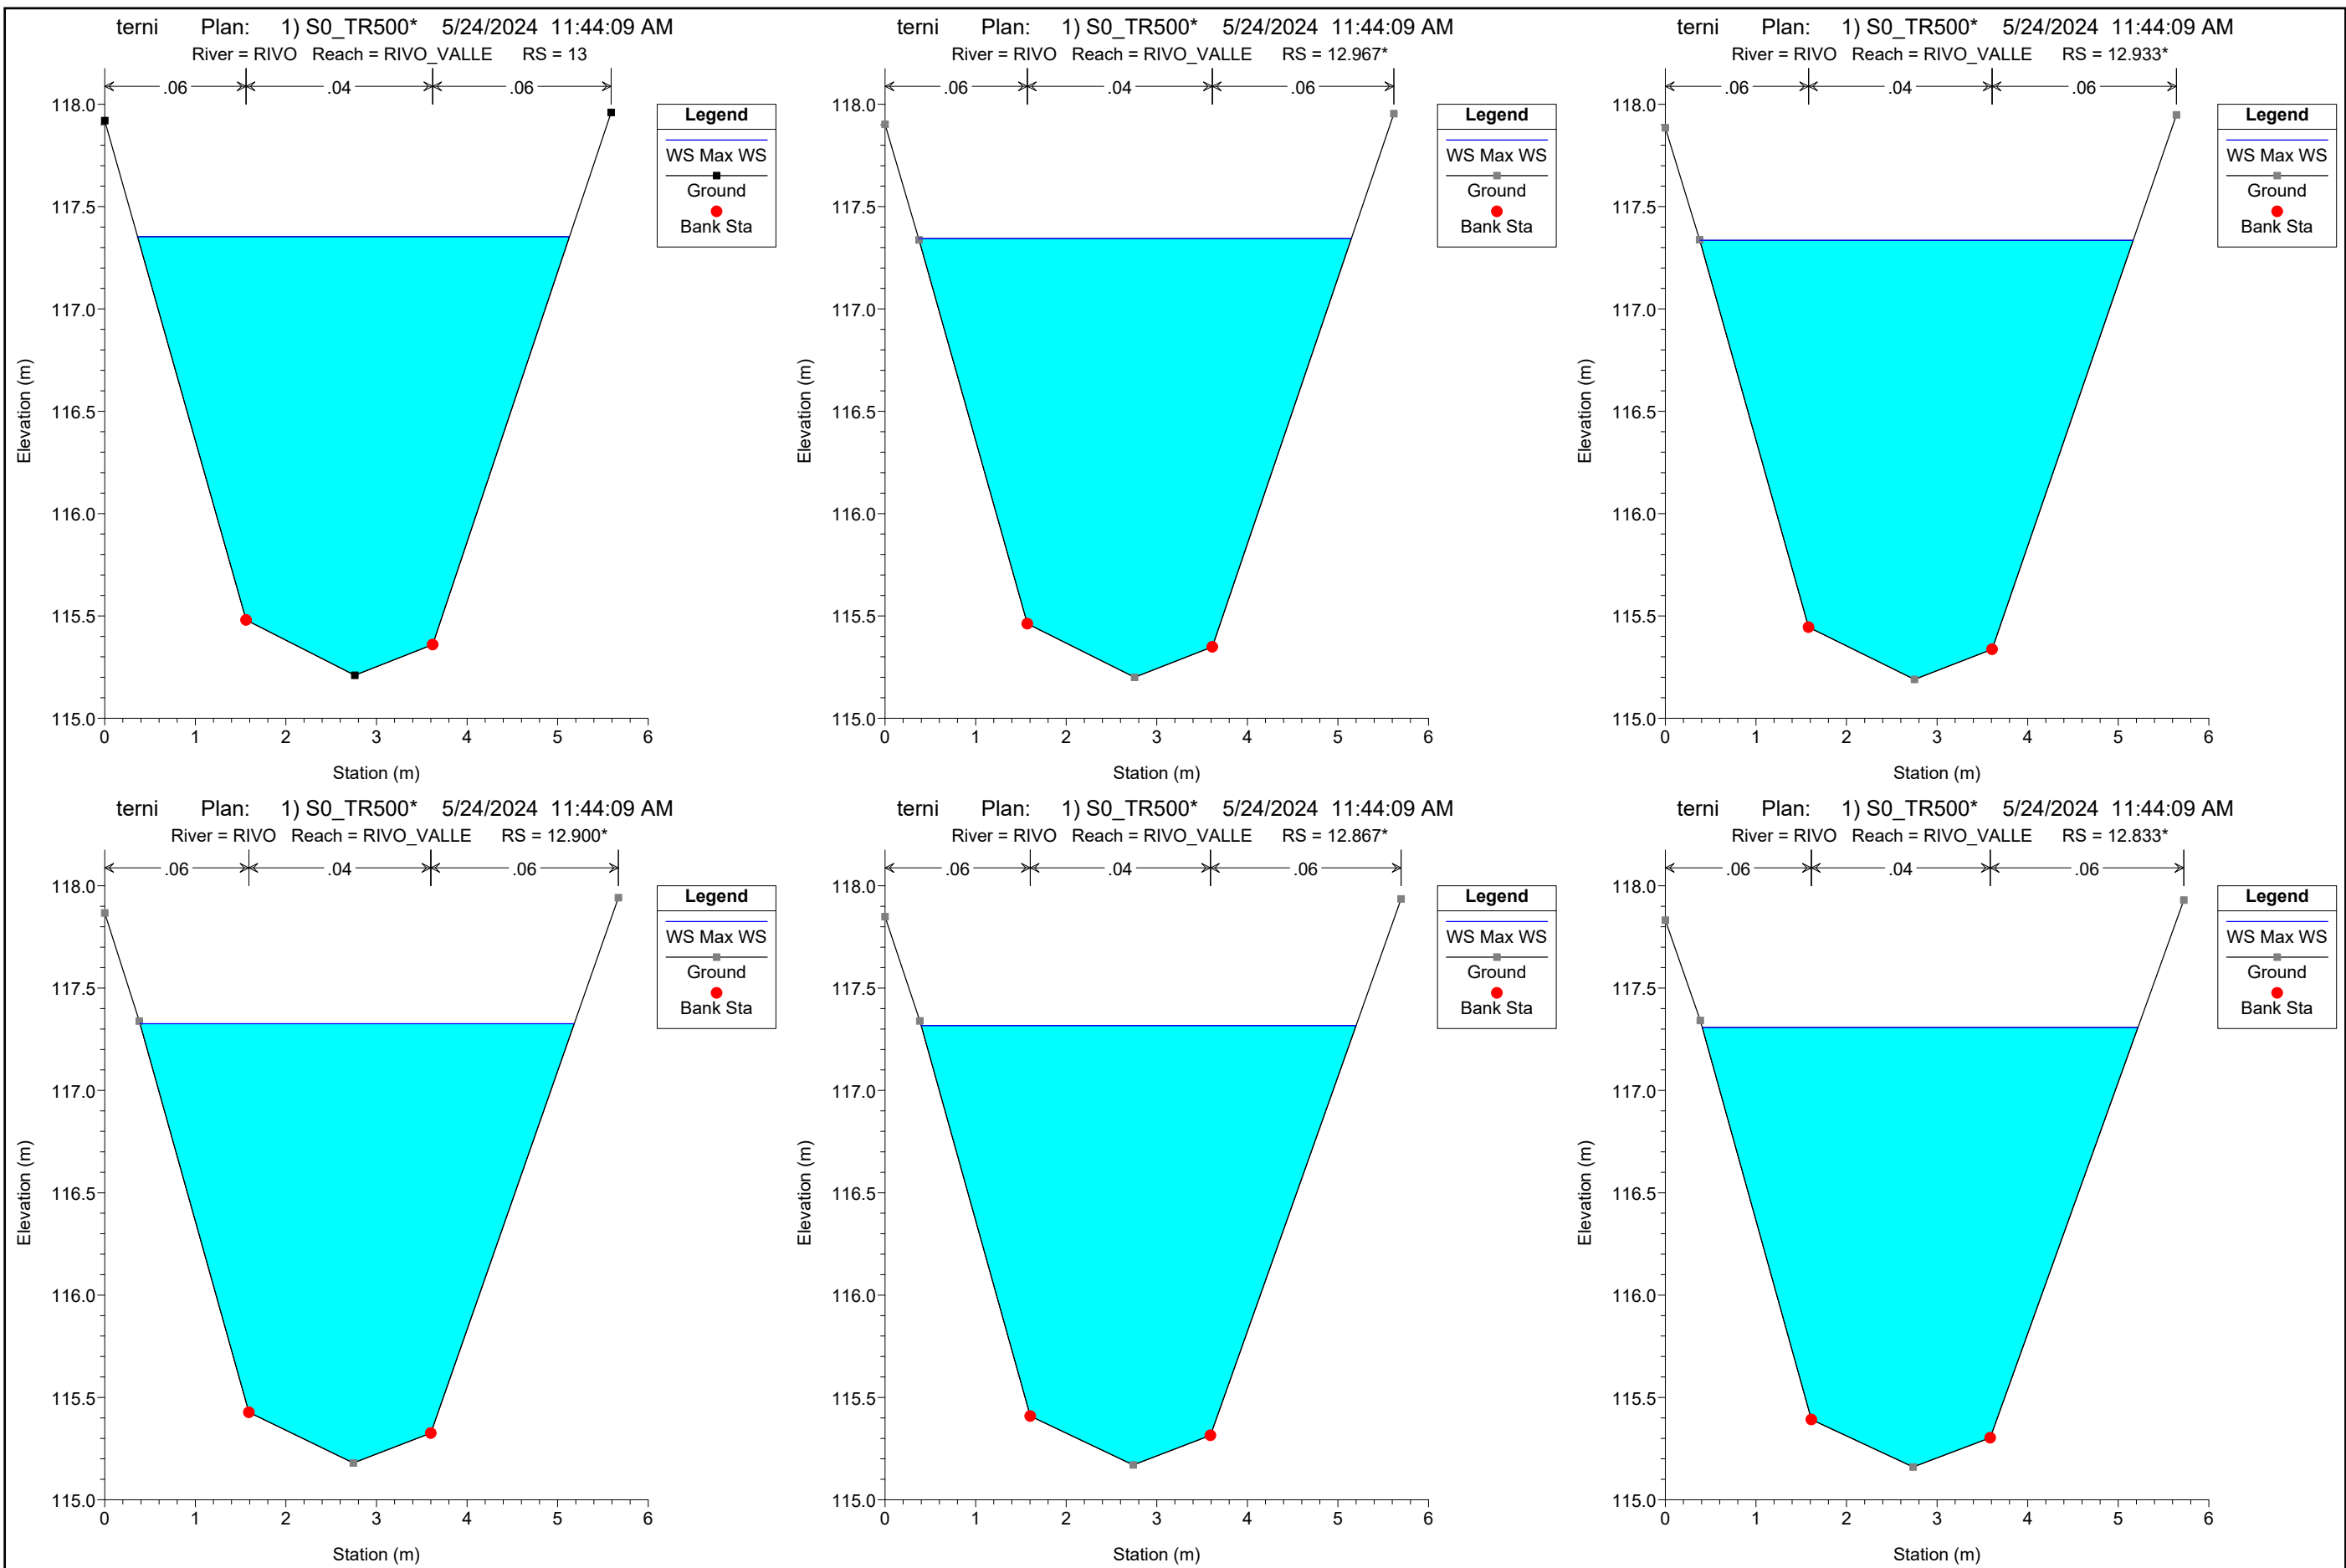 terni Plan: 1) S0_TR500* 5/24/2024 11:44:09 AM
River = RIVO Reach = RIVO_VALLE RS = 13
.06 .04 .06
Legend
WS Max WS
Ground
Bank Sta
118.0
117.5
117.0
116.5
116.0
115.5
115.0
Elevation (m)
0 1 2 3 4 5 6
Station (m)
terni Plan: 1) S0_TR500* 5/24/2024 11:44:09 AM
River = RIVO Reach = RIVO_VALLE RS = 12.967*
.06 .04 .06
Legend
WS Max WS
Ground
Bank Sta
118.0
117.5
117.0
116.5
116.0
115.5
115.0
Elevation (m)
0 1 2 3 4 5 6
Station (m)
terni Plan: 1) S0_TR500* 5/24/2024 11:44:09 AM
River = RIVO Reach = RIVO_VALLE RS = 12.933*
.06 .04 .06
Legend
WS Max WS
Ground
Bank Sta
118.0
117.5
117.0
116.5
116.0
115.5
115.0
Elevation (m)
0 1 2 3 4 5 6
Station (m)
terni Plan: 1) S0_TR500* 5/24/2024 11:44:09 AM
River = RIVO Reach = RIVO_VALLE RS = 12.900*
.06 .04 .06
Legend
WS Max WS
Ground
Bank Sta
118.0
117.5
117.0
116.5
116.0
115.5
115.0
Elevation (m)
0 1 2 3 4 5 6
Station (m)
terni Plan: 1) S0_TR500* 5/24/2024 11:44:09 AM
River = RIVO Reach = RIVO_VALLE RS = 12.867*
.06 .04 .06
Legend
WS Max WS
Ground
Bank Sta
118.0
117.5
117.0
116.5
116.0
115.5
115.0
Elevation (m)
0 1 2 3 4 5 6
Station (m)
terni Plan: 1) S0_TR500* 5/24/2024 11:44:09 AM
River = RIVO Reach = RIVO_VALLE RS = 12.833*
.06 .04 .06
Legend
WS Max WS
Ground
Bank Sta
118.0
117.5
117.0
116.5
116.0
115.5
115.0
Elevation (m)
0 1 2 3 4 5 6
Station (m)